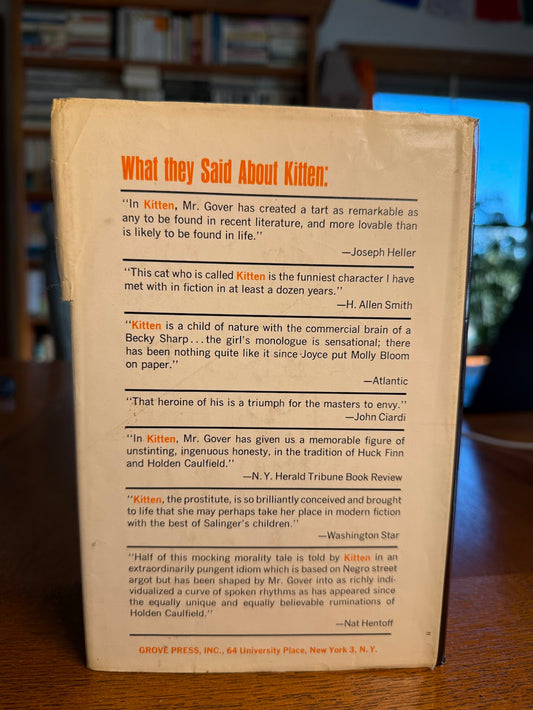 What they Said About Kitten:
"In Kitten, Mr. Gover has created a tart as remarkable as
any to be found in recent literature, and more lovable than
is likely to be found in life."
—Joseph Heller
"This cat who is called Kitten is the funniest character I have
met with in fiction in at least a dozen years."
—H. Allen Smith
"Kitten is a child of nature with the commercial brain of a
Becky Sharp...the girl's monologue is sensational; there
has been nothing quite like it since Joyce put Molly Bloom
on paper."
—Atlantic
"That heroine of his is a triumph for the masters to envy."
—John Ciardi
"In Kitten, Mr. Gover has given us a memorable figure of
unstinting, ingenuous honesty, in the tradition of Huck Finn
and Holden Caulfield."
—N. Y. Herald Tribune Book Review
"Kitten, the prostitute, is so brilliantly conceived and brought
to life that she may perhaps take her place in modern fiction
with the best of Salinger's children."
—Washington Star
"Half of this mocking morality tale is told by Kitten in an
extraordinarily pungent idiom which is based on Negro street
argot but has been shaped by Mr. Gover into as richly indi-
vidualized a curve of spoken rhythms as has appeared since
the equally unique and equally believable ruminations of
Holden Caulfield."
—Nat Hentoff
GROVE PRESS, INC., 64 University Place, New York 3, N. Y.